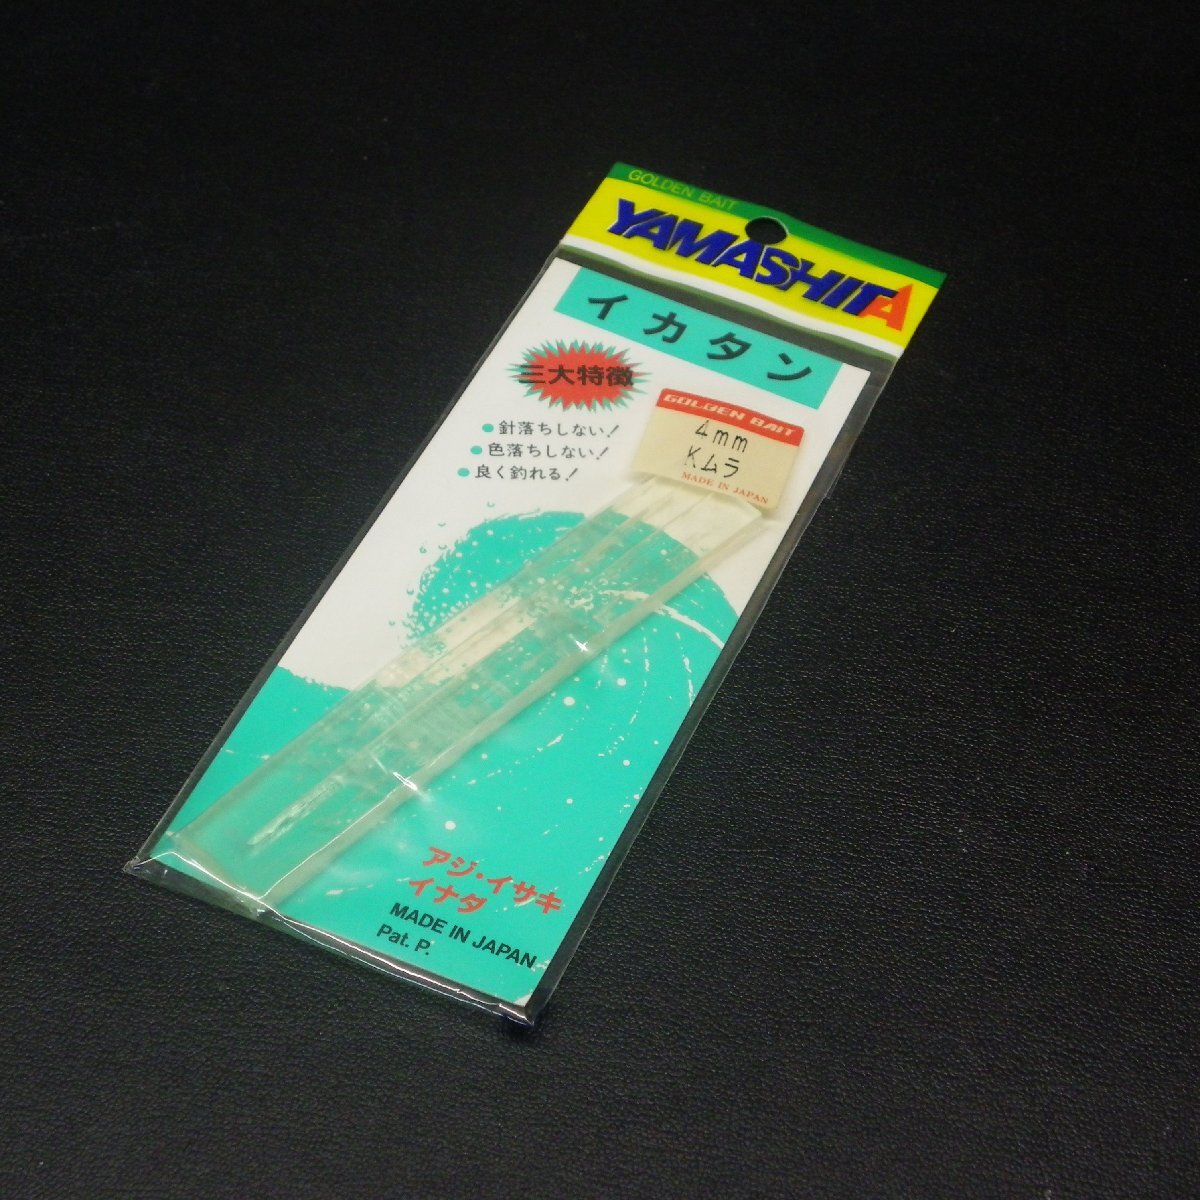 GOLDEN BAIT
YAMASHITA
イカタン
三大特徴
針落ちしない!
色落ちしない!
良く釣れる!
GOLDEN BAIT
4mm
Kムラ
MADE IN JAPAN
アジ・イサキ
イナダ
MADE IN JAPAN
Pat. P.